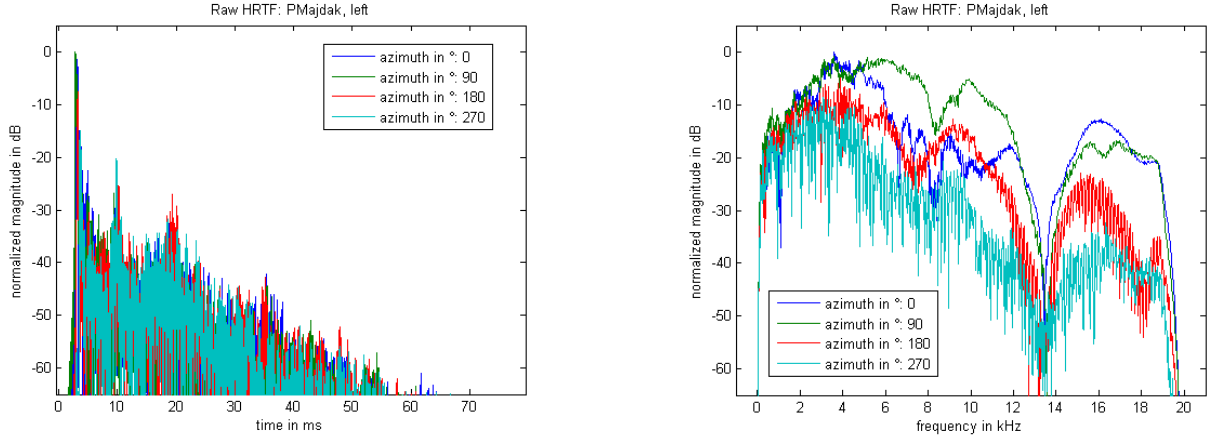 Raw HRTF: PMajdak, left
normalized magnitude in dB
0
-10
-20
-30
-40
-50
-60
azimuth in °: 0
azimuth in °: 90
azimuth in °: 180
azimuth in °: 270
0 10 20 30 40 50 60 70
time in ms
Raw HRTF: PMajdak, left
normalized magnitude in dB
0
-10
-20
-30
-40
-50
-60
azimuth in °: 0
azimuth in °: 90
azimuth in °: 180
azimuth in °: 270
0 2 4 6 8 10 12 14 16 18 20
frequency in kHz